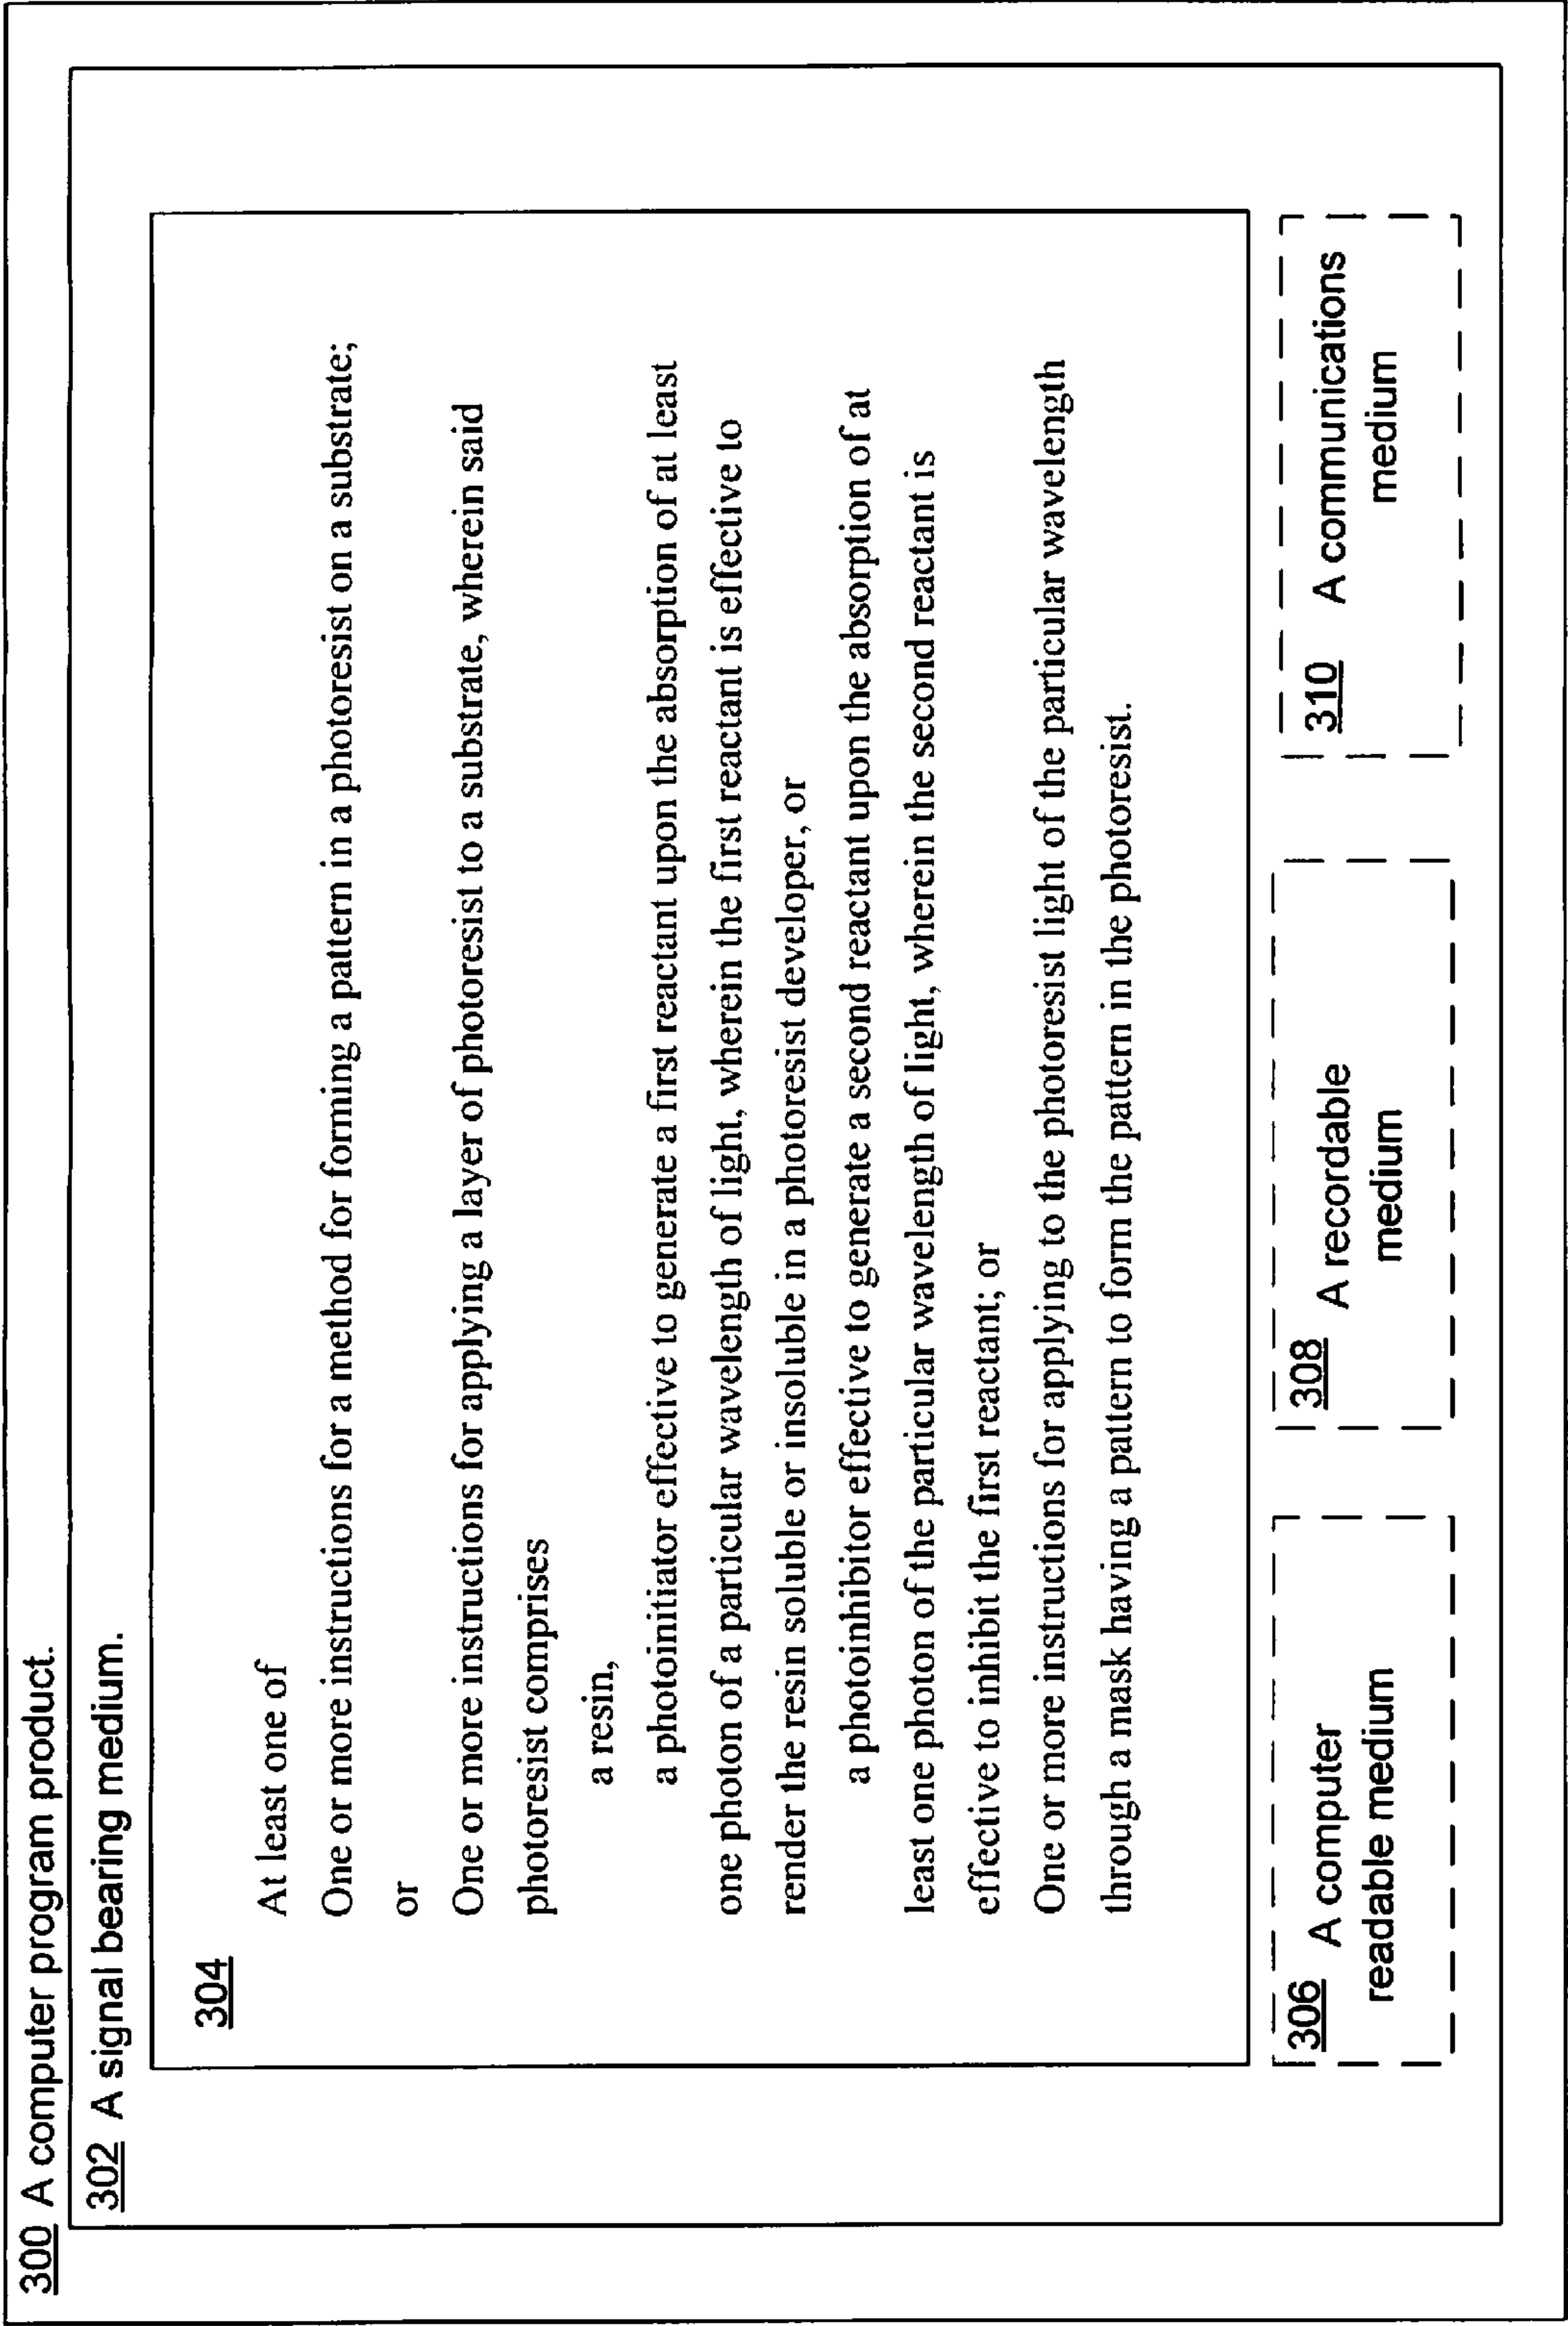 300 A computer program product.
302 A signal bearing medium.
304
At least one of
One or more instructions for a method for forming a pattern in a photoresist on a substrate;
or
One or more instructions for applying a layer of photoresist to a substrate, wherein said
photoresist comprises
a resin,
a photoinitiator effective to generate a first reactant upon the absorption of at least
one photon of a particular wavelength of light, wherein the first reactant is effective to
render the resin soluble or insoluble in a photoresist developer, or
a photoinhibitor effective to generate a second reactant upon the absorption of at
least one photon of the particular wavelength of light, wherein the second reactant is
effective to inhibit the first reactant; or
One or more instructions for applying to the photoresist light of the particular wavelength
through a mask having a pattern to form the pattern in the photoresist.
306 A computer
readable medium
308 A recordable
medium
310 A communications
medium